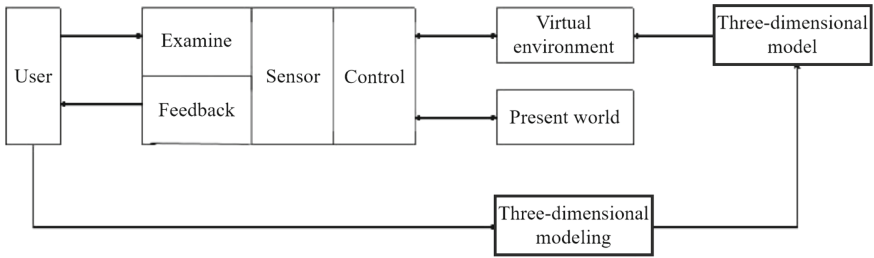 User
Examine
Feedback
Sensor
Control
Virtual
environment
Present world
Three-dimensional
model
Three-dimensional
modeling